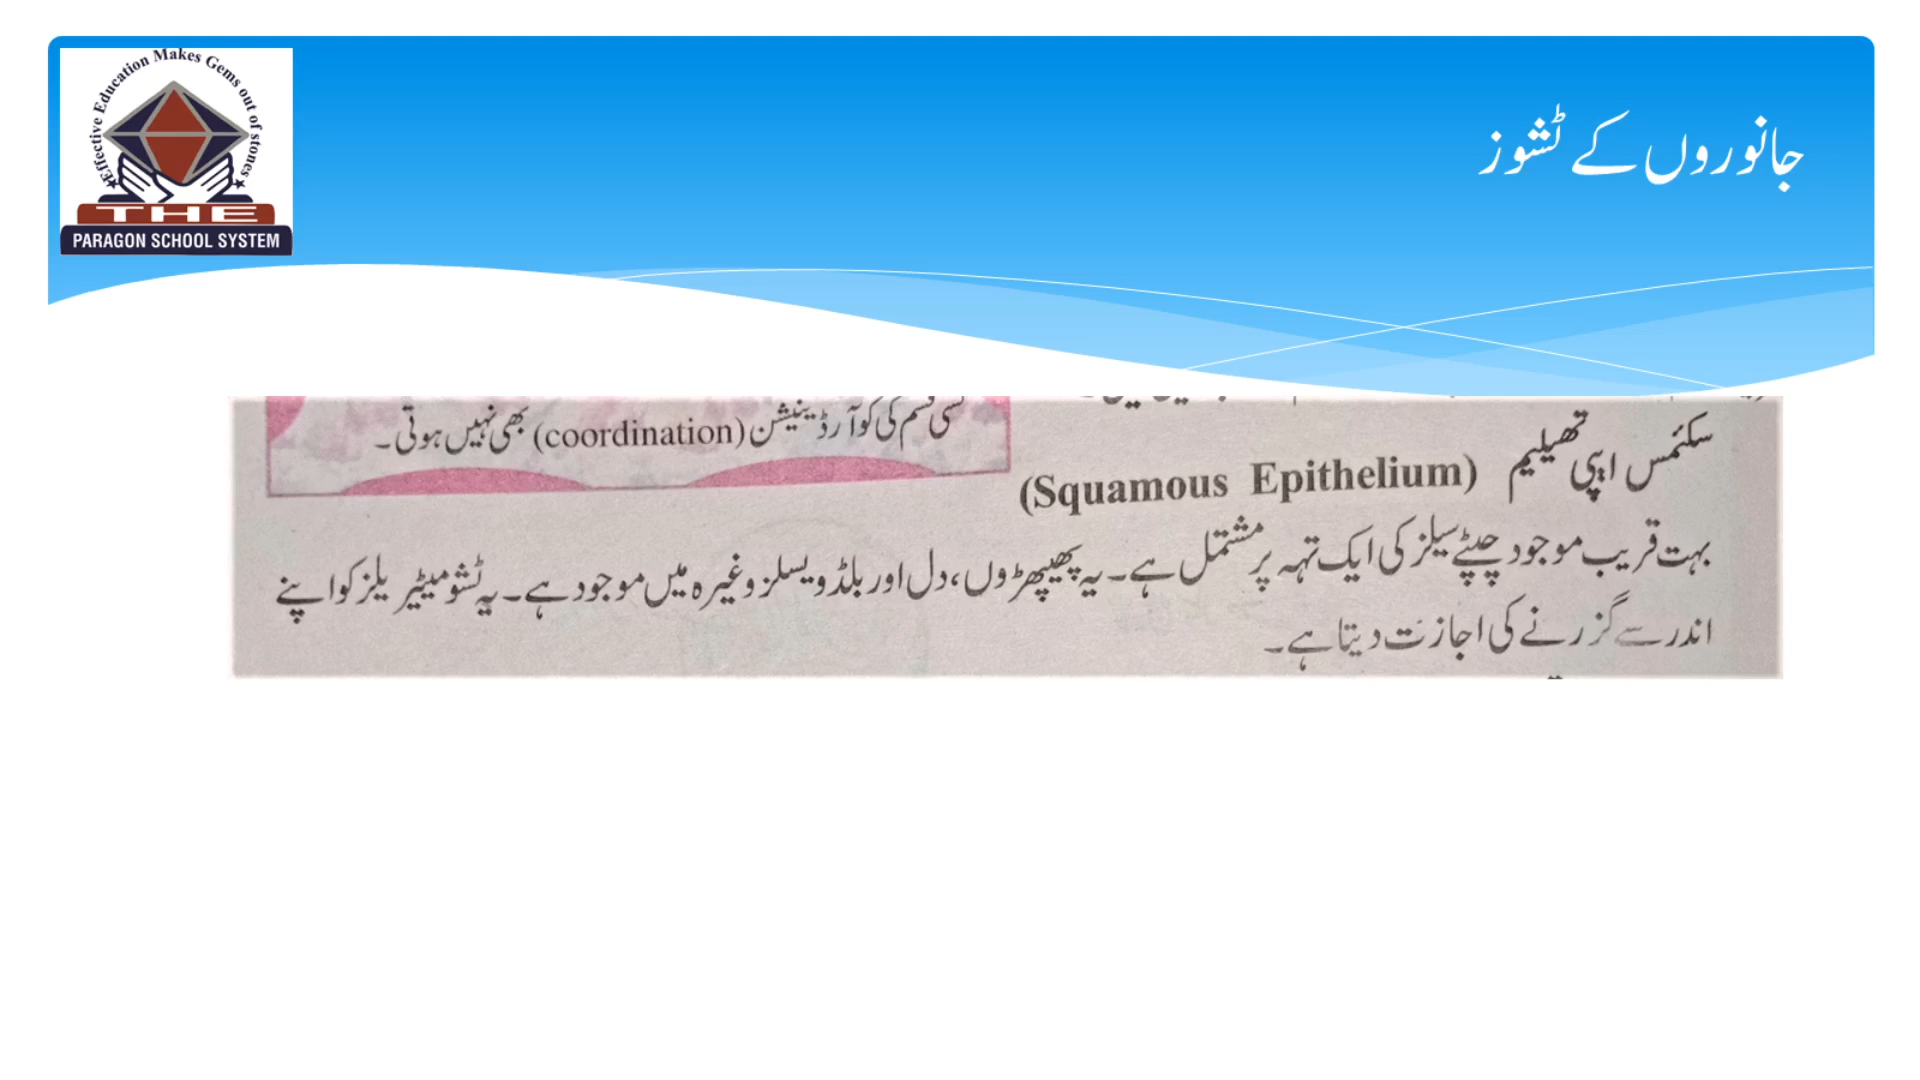 Effective Education Makes Gems out of stones
THE
PARAGON SCHOOL SYSTEM
جانوروں کے ٹشوز
کسی قسم کی کوآرڈینیشن (coordination) بھی نہیں ہوتی۔
سکئمس اپی تھیلیم (Squamous Epithelium)
بہت قریب موجود چپٹے سیلز کی ایک تہہ پر مشتمل ہے۔ یہ پھیپھڑوں، دل اور بلڈ ویسلز وغیرہ میں موجود ہے۔ یہ ٹشو میٹیریلز کو اپنے
اندر سے گزرنے کی اجازت دیتا ہے۔